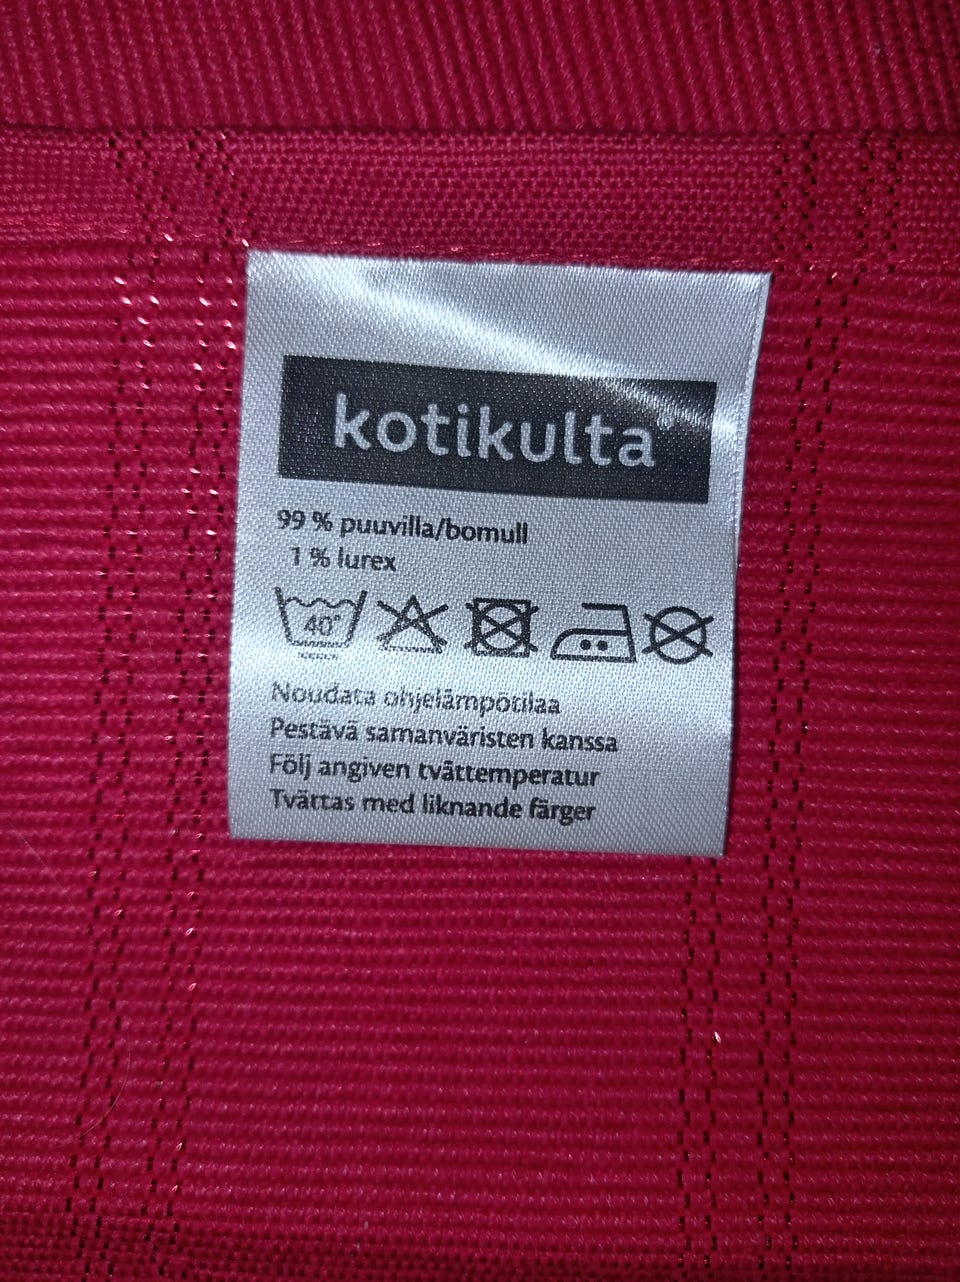 kotikulta®
99 % puuvilla/bomull
1 % lurex
40°
Noudata ohjelämpötilaa
Pestävä samanväristen kanssa
Följ angiven tvättemperatur
Tvättas med liknande färger